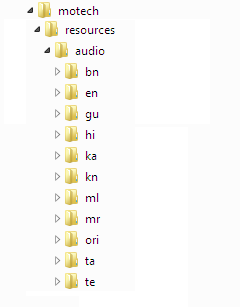 motech
resources
audio
bn
en
gu
hi
ka
kn
ml
mr
ori
ta
te